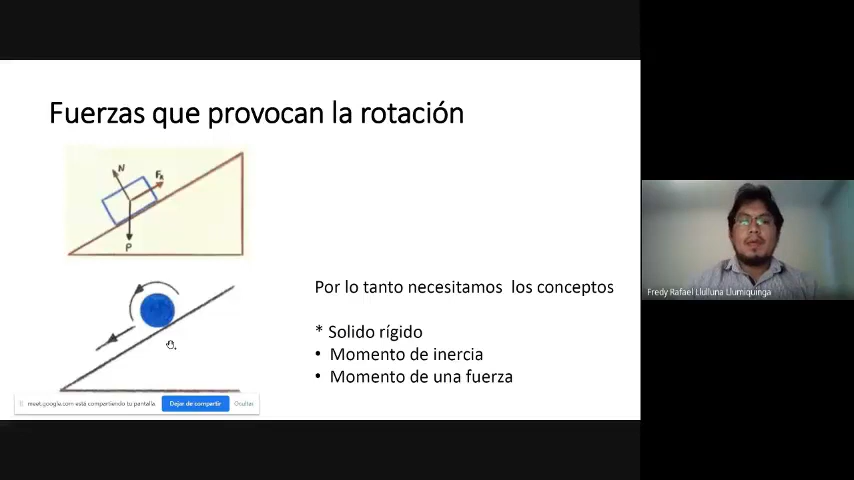 Fuerzas que provocan la rotación
N
FR
P
Por lo tanto necesitamos los conceptos
* Solido rígido
• Momento de inercia
• Momento de una fuerza
meet.google.com está compartiendo tu pantalla.
Dejar de compartir
Ocultar
Fredy Rafael Llulluna Llumiquinga